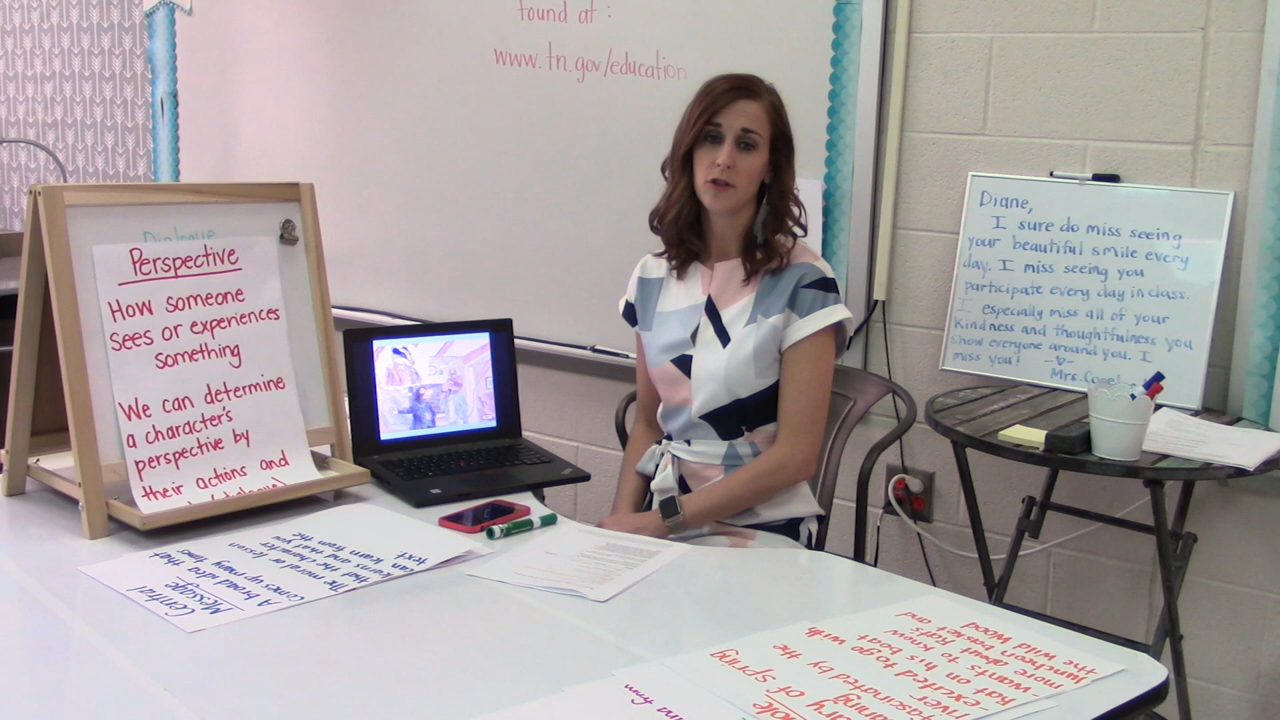 found at :
www.tn.gov/education
Dialogue
Perspective
How someone
sees or experiences
something
We can determine
a character's
perspective by
their actions and
Diane,
I sure do miss seeing
your beautiful smile every
day. I miss seeing you
participate every day in class.
I especially miss all of your
Kindness and thoughtfulness you
show everyone around you. I
miss you!
Mrs.
Central
Message:
A broad idea that
comes up many
times
The moral or lesson
that the character
learns and that you
can learn from the
text
Mole
of spring
fascinated by the
river
-excited to go with
Rat on his boat
-wants to know
more about Rat's
luncheon basket and
the Wild Wood